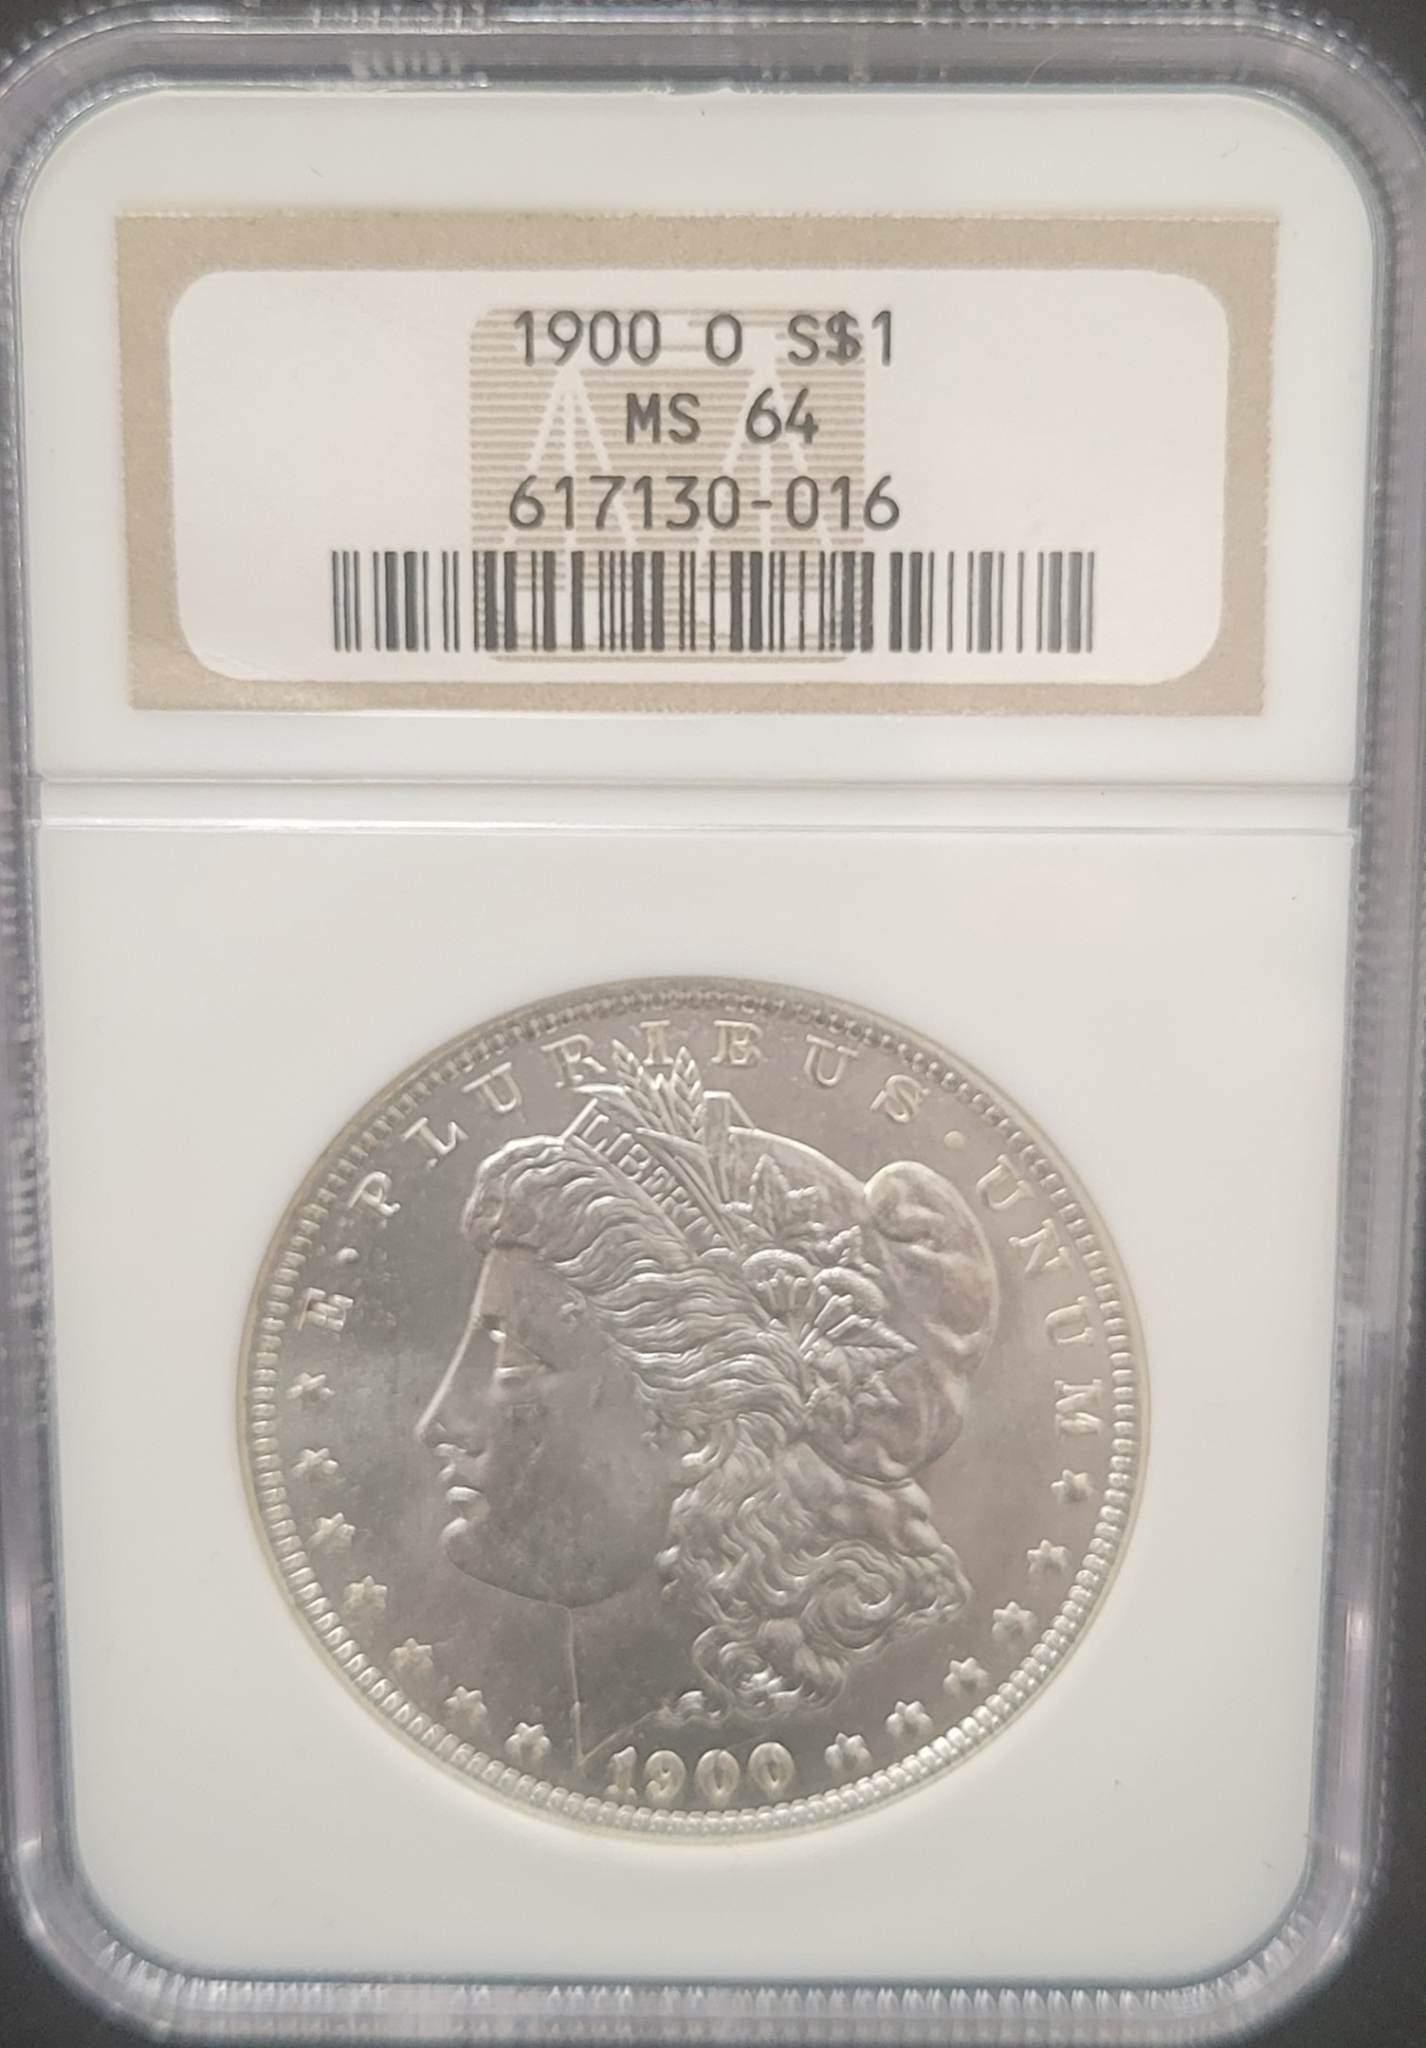 1900 O S$1
MS 64
617130-016
E · PLURIBUS · UNUM
LIBERTY
1900